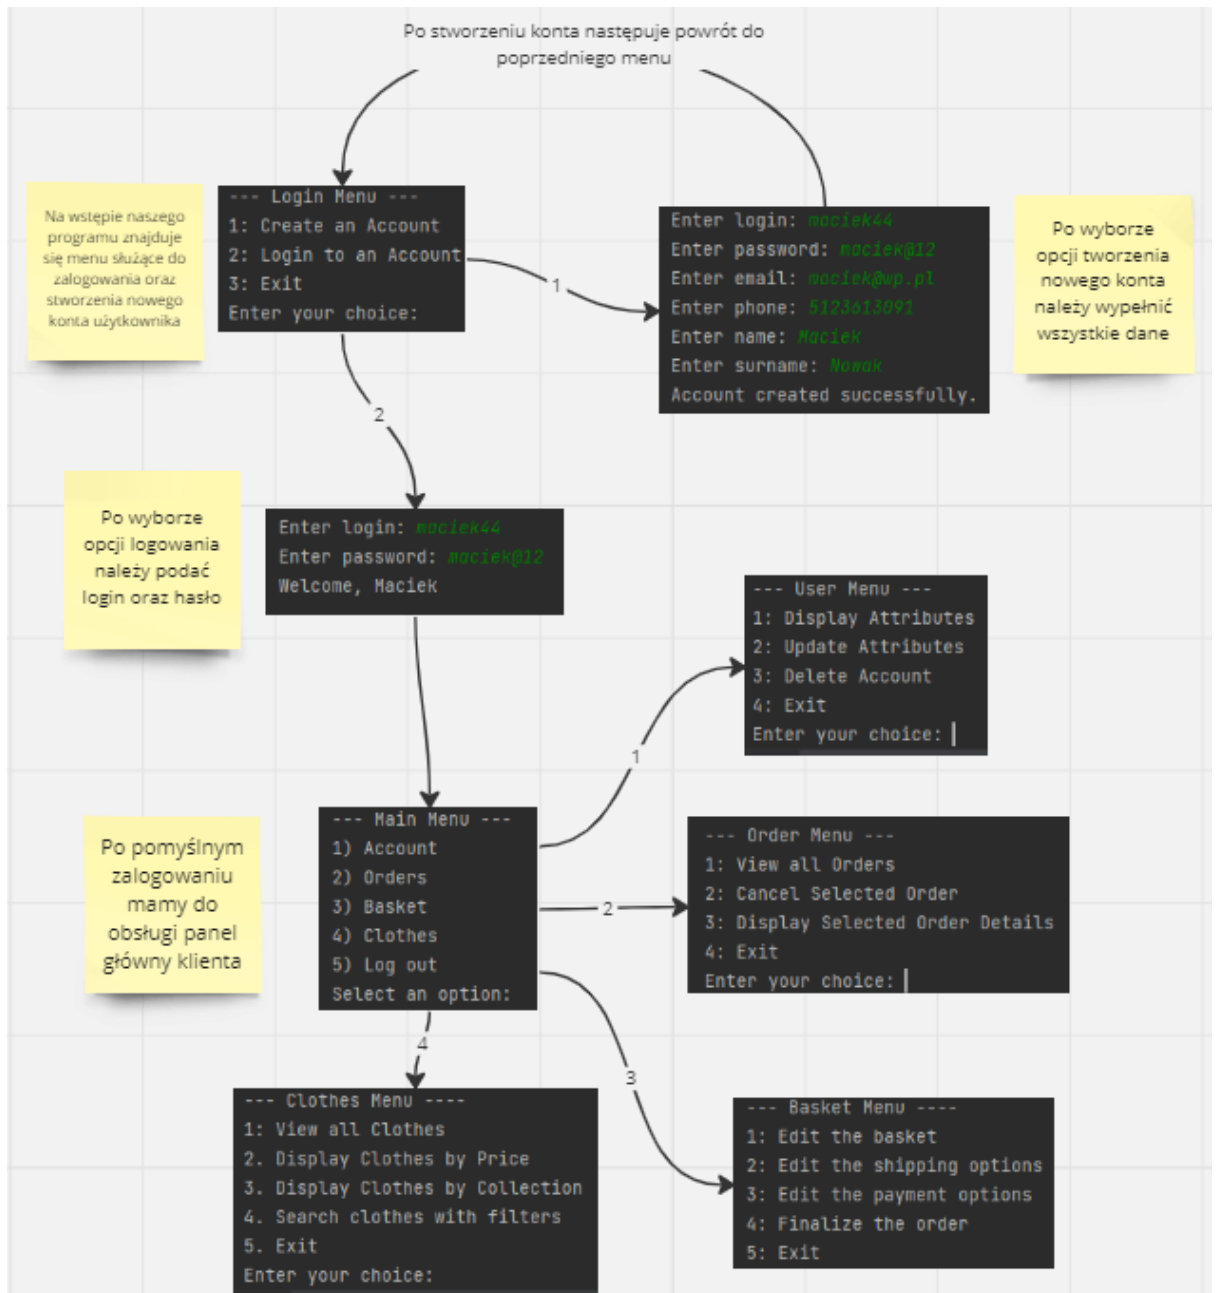 Po stworzeniu konta następuje powrót do
poprzedniego menu
Na wstępie naszego
programu znajduje
się menu służące do
zalogowania oraz
stworzenia nowego
konta użytkownika
--- Login Menu ---
1: Create an Account
2: Login to an Account
3: Exit
Enter your choice:
1
Enter login: maciek44
Enter password: maciek@12
Enter email: maciek@wp.pl
Enter phone: 5123613091
Enter name: Maciek
Enter surname: Nowak
Account created successfully.
Po wyborze
opcji tworzenia
nowego konta
należy wypełnić
wszystkie dane
2
Po wyborze
opcji logowania
należy podać
login oraz hasło
Enter login: maciek44
Enter password: maciek@12
Welcome, Maciek
--- User Menu ---
1: Display Attributes
2: Update Attributes
3: Delete Account
4: Exit
Enter your choice:
1
Po pomyślnym
zalogowaniu
mamy do
obsługi panel
główny klienta
--- Main Menu ---
1) Account
2) Orders
3) Basket
4) Clothes
5) Log out
Select an option:
2
--- Order Menu ---
1: View all Orders
2: Cancel Selected Order
3: Display Selected Order Details
4: Exit
Enter your choice:
4
3
--- Clothes Menu ----
1: View all Clothes
2. Display Clothes by Price
3. Display Clothes by Collection
4. Search clothes with filters
5. Exit
Enter your choice:
--- Basket Menu ----
1: Edit the basket
2: Edit the shipping options
3: Edit the payment options
4: Finalize the order
5: Exit